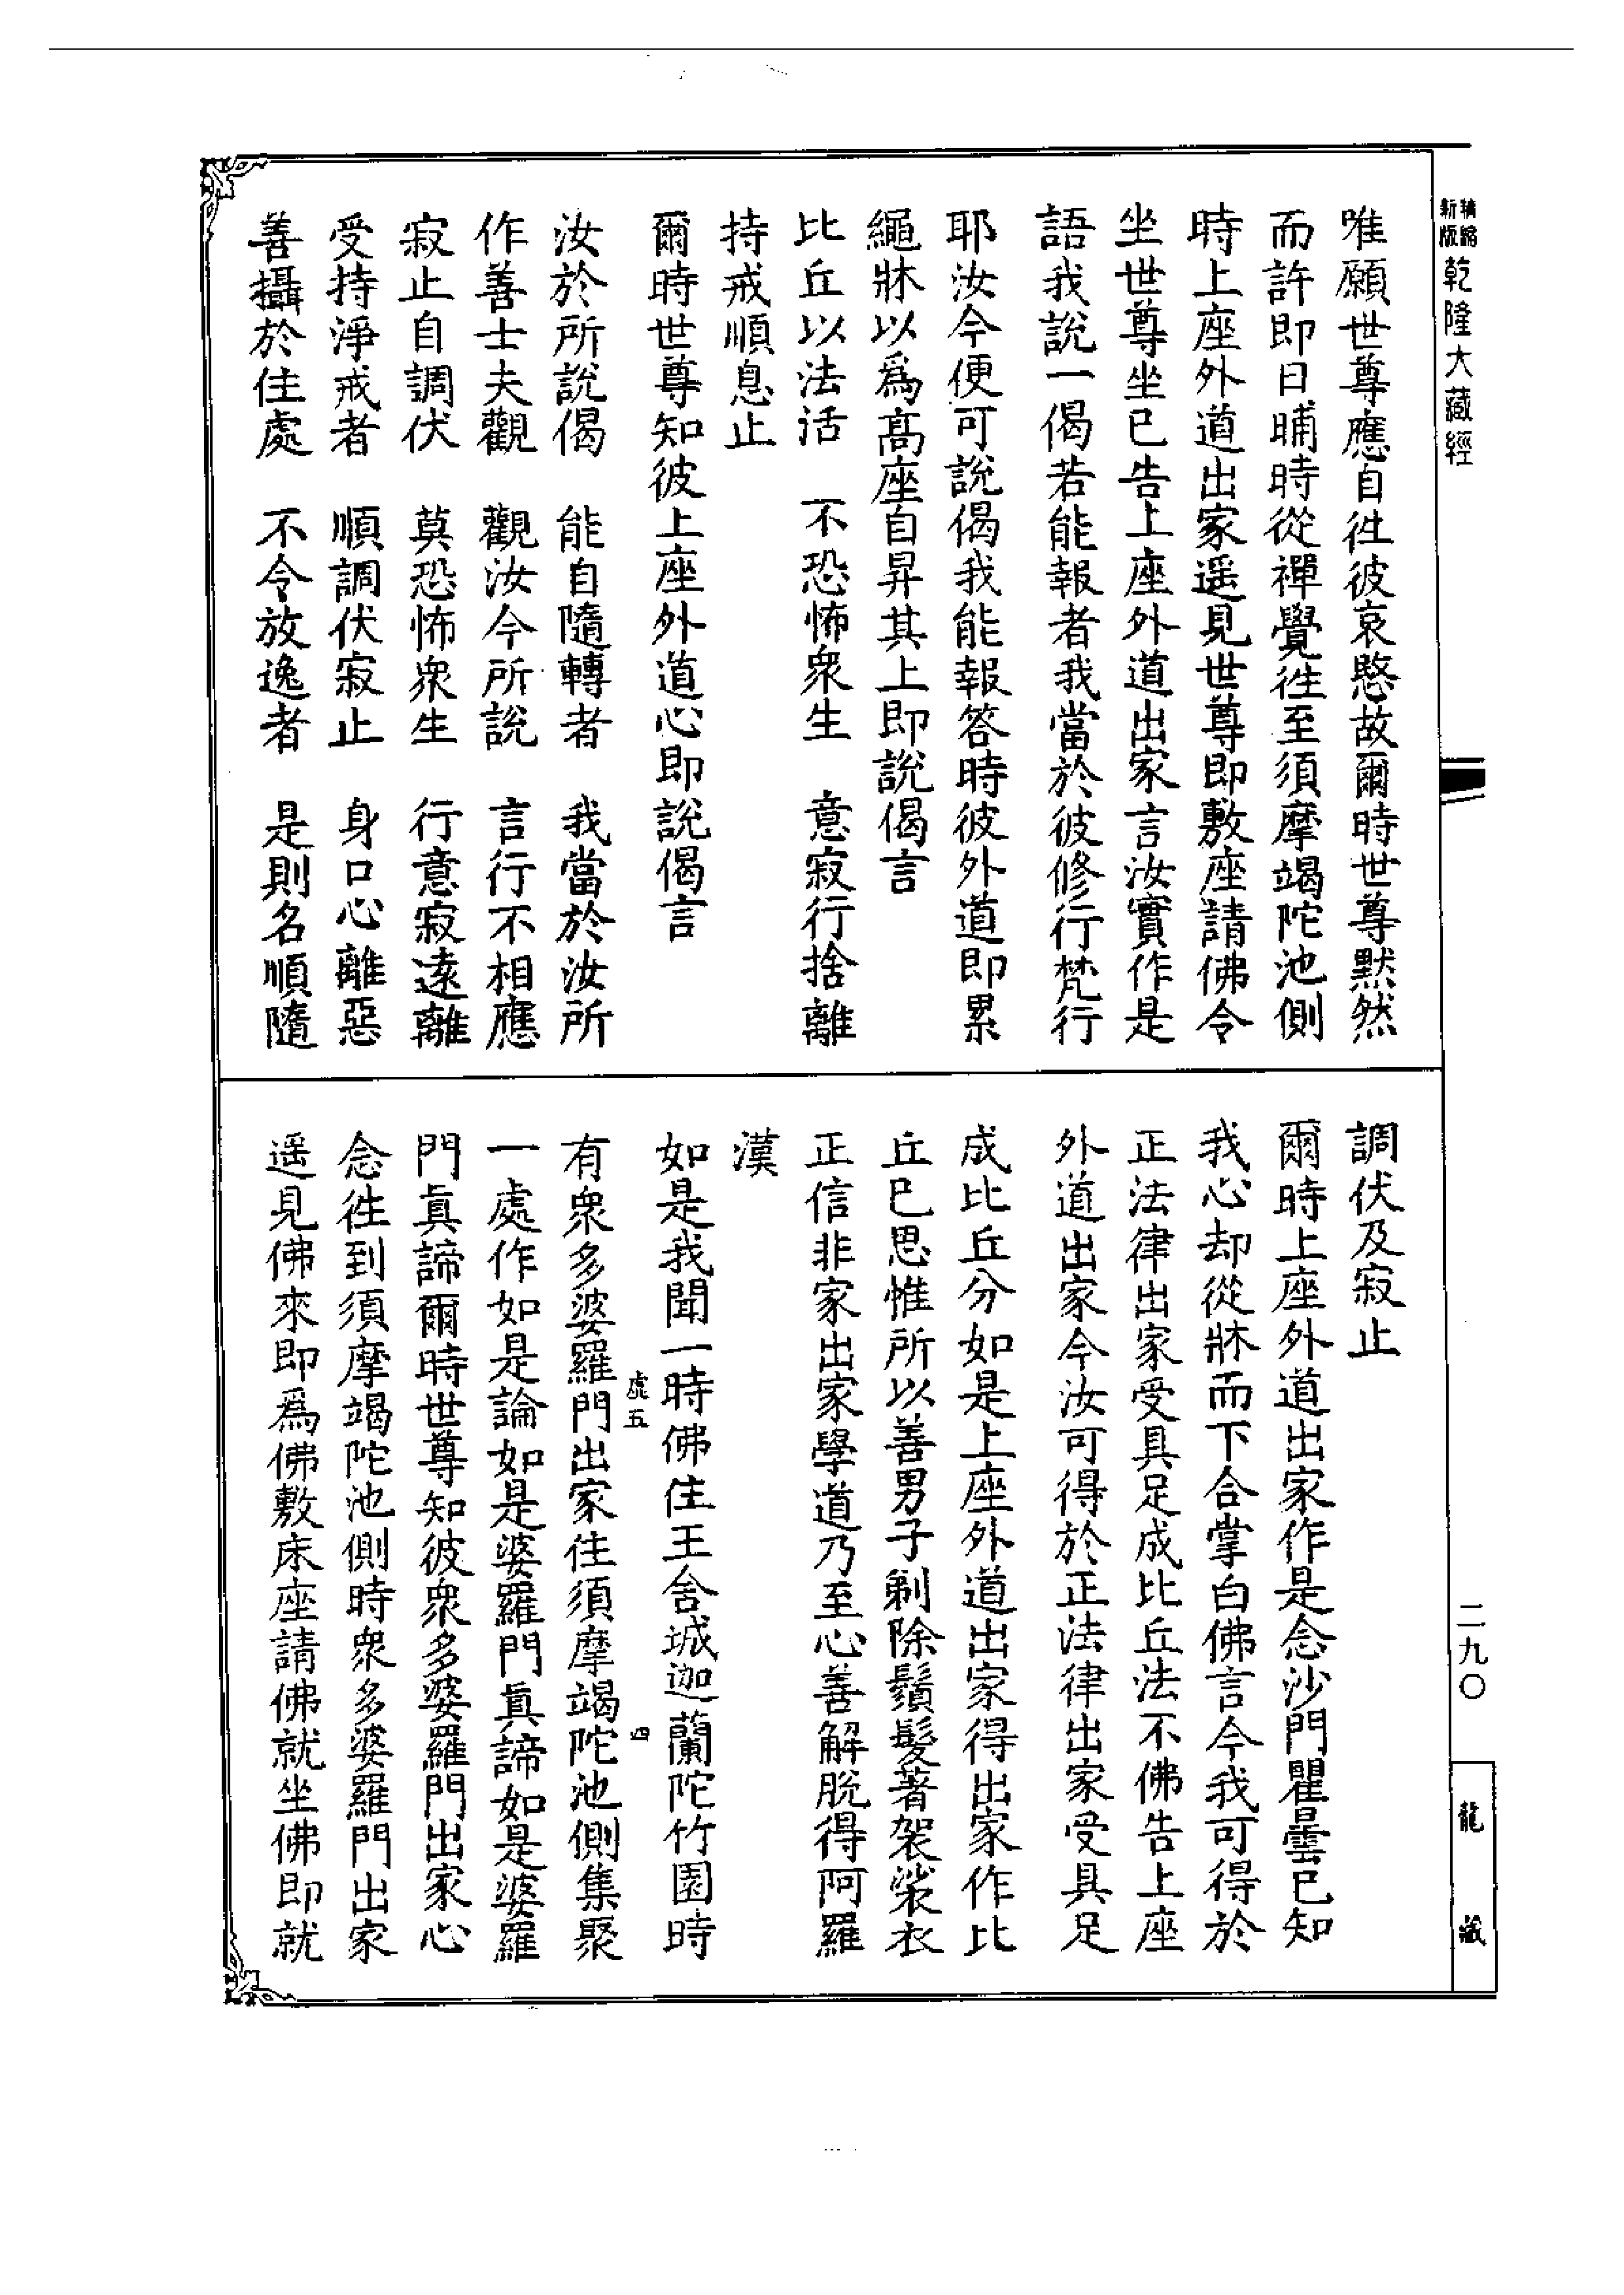 精縮新版乾隆大藏經
唯願世尊應自往彼哀愍故爾時世尊默然
而許即日晡時從禪覺往至須摩竭陀池側
時上座外道出家遥見世尊即敷座請佛令
坐世尊坐已告上座外道出家言汝實作是
語我說一偈若能報者我當於彼修行梵行
耶汝今便可說偈我能報答時彼外道即累
繩牀以爲高座自昇其上即說偈言
比丘以法活　不恐怖衆生　意寂行捨離
持戒順息止
爾時世尊知彼上座外道心即說偈言
汝於所說偈　能自隨轉者　我當於汝所
作善士夫觀　觀汝今所說　言行不相應
寂止自調伏　莫恐怖衆生　行意寂遠離
受持淨戒者　順調伏寂止　身口心離惡
善攝於住處　不令放逸者　是則名順隨
調伏及寂止
爾時上座外道出家作是念沙門瞿曇已知
我心却從牀而下合掌白佛言今我可得於
正法律出家受具足成比丘法不佛告上座
外道出家今汝可得於正法律出家受具足
成比丘分如是上座外道出家得出家作比
丘已思惟所以善男子剃除鬚髮著袈裟衣
正信非家出家學道乃至心善解脫得阿羅
漢
如是我聞一時佛住王舍城迦蘭陀竹園時
處五　四
有衆多婆羅門出家住須摩竭陀池側集聚
一處作如是論如是婆羅門真諦如是婆羅
門真諦爾時世尊知彼衆多婆羅門出家心
念往到須摩竭陀池側時衆多婆羅門出家
遥見佛來即爲佛敷床座請佛就坐佛即就
二九〇
龍藏